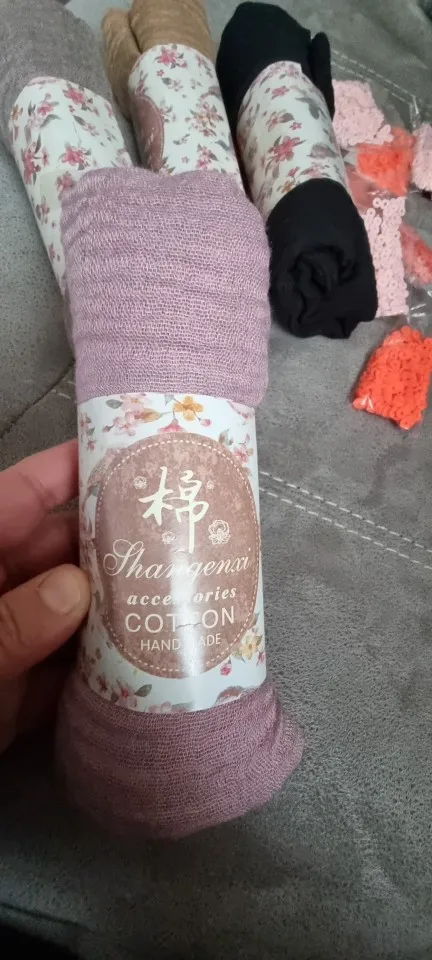 棉
Shangenxi
accessories
COTTON
HANDMADE